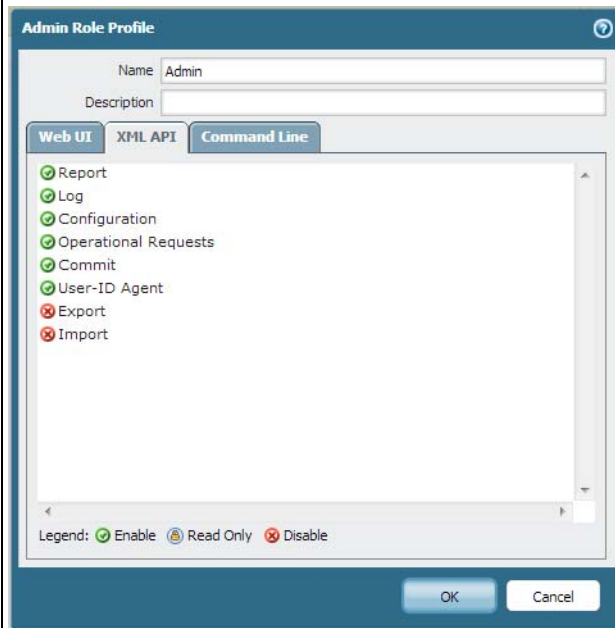 Admin Role Profile
Name Admin
Description
Web UI XML API Command Line
Report
Log
Configuration
Operational Requests
Commit
User-ID Agent
Export
Import
Legend: Enable Read Only Disable
OK Cancel